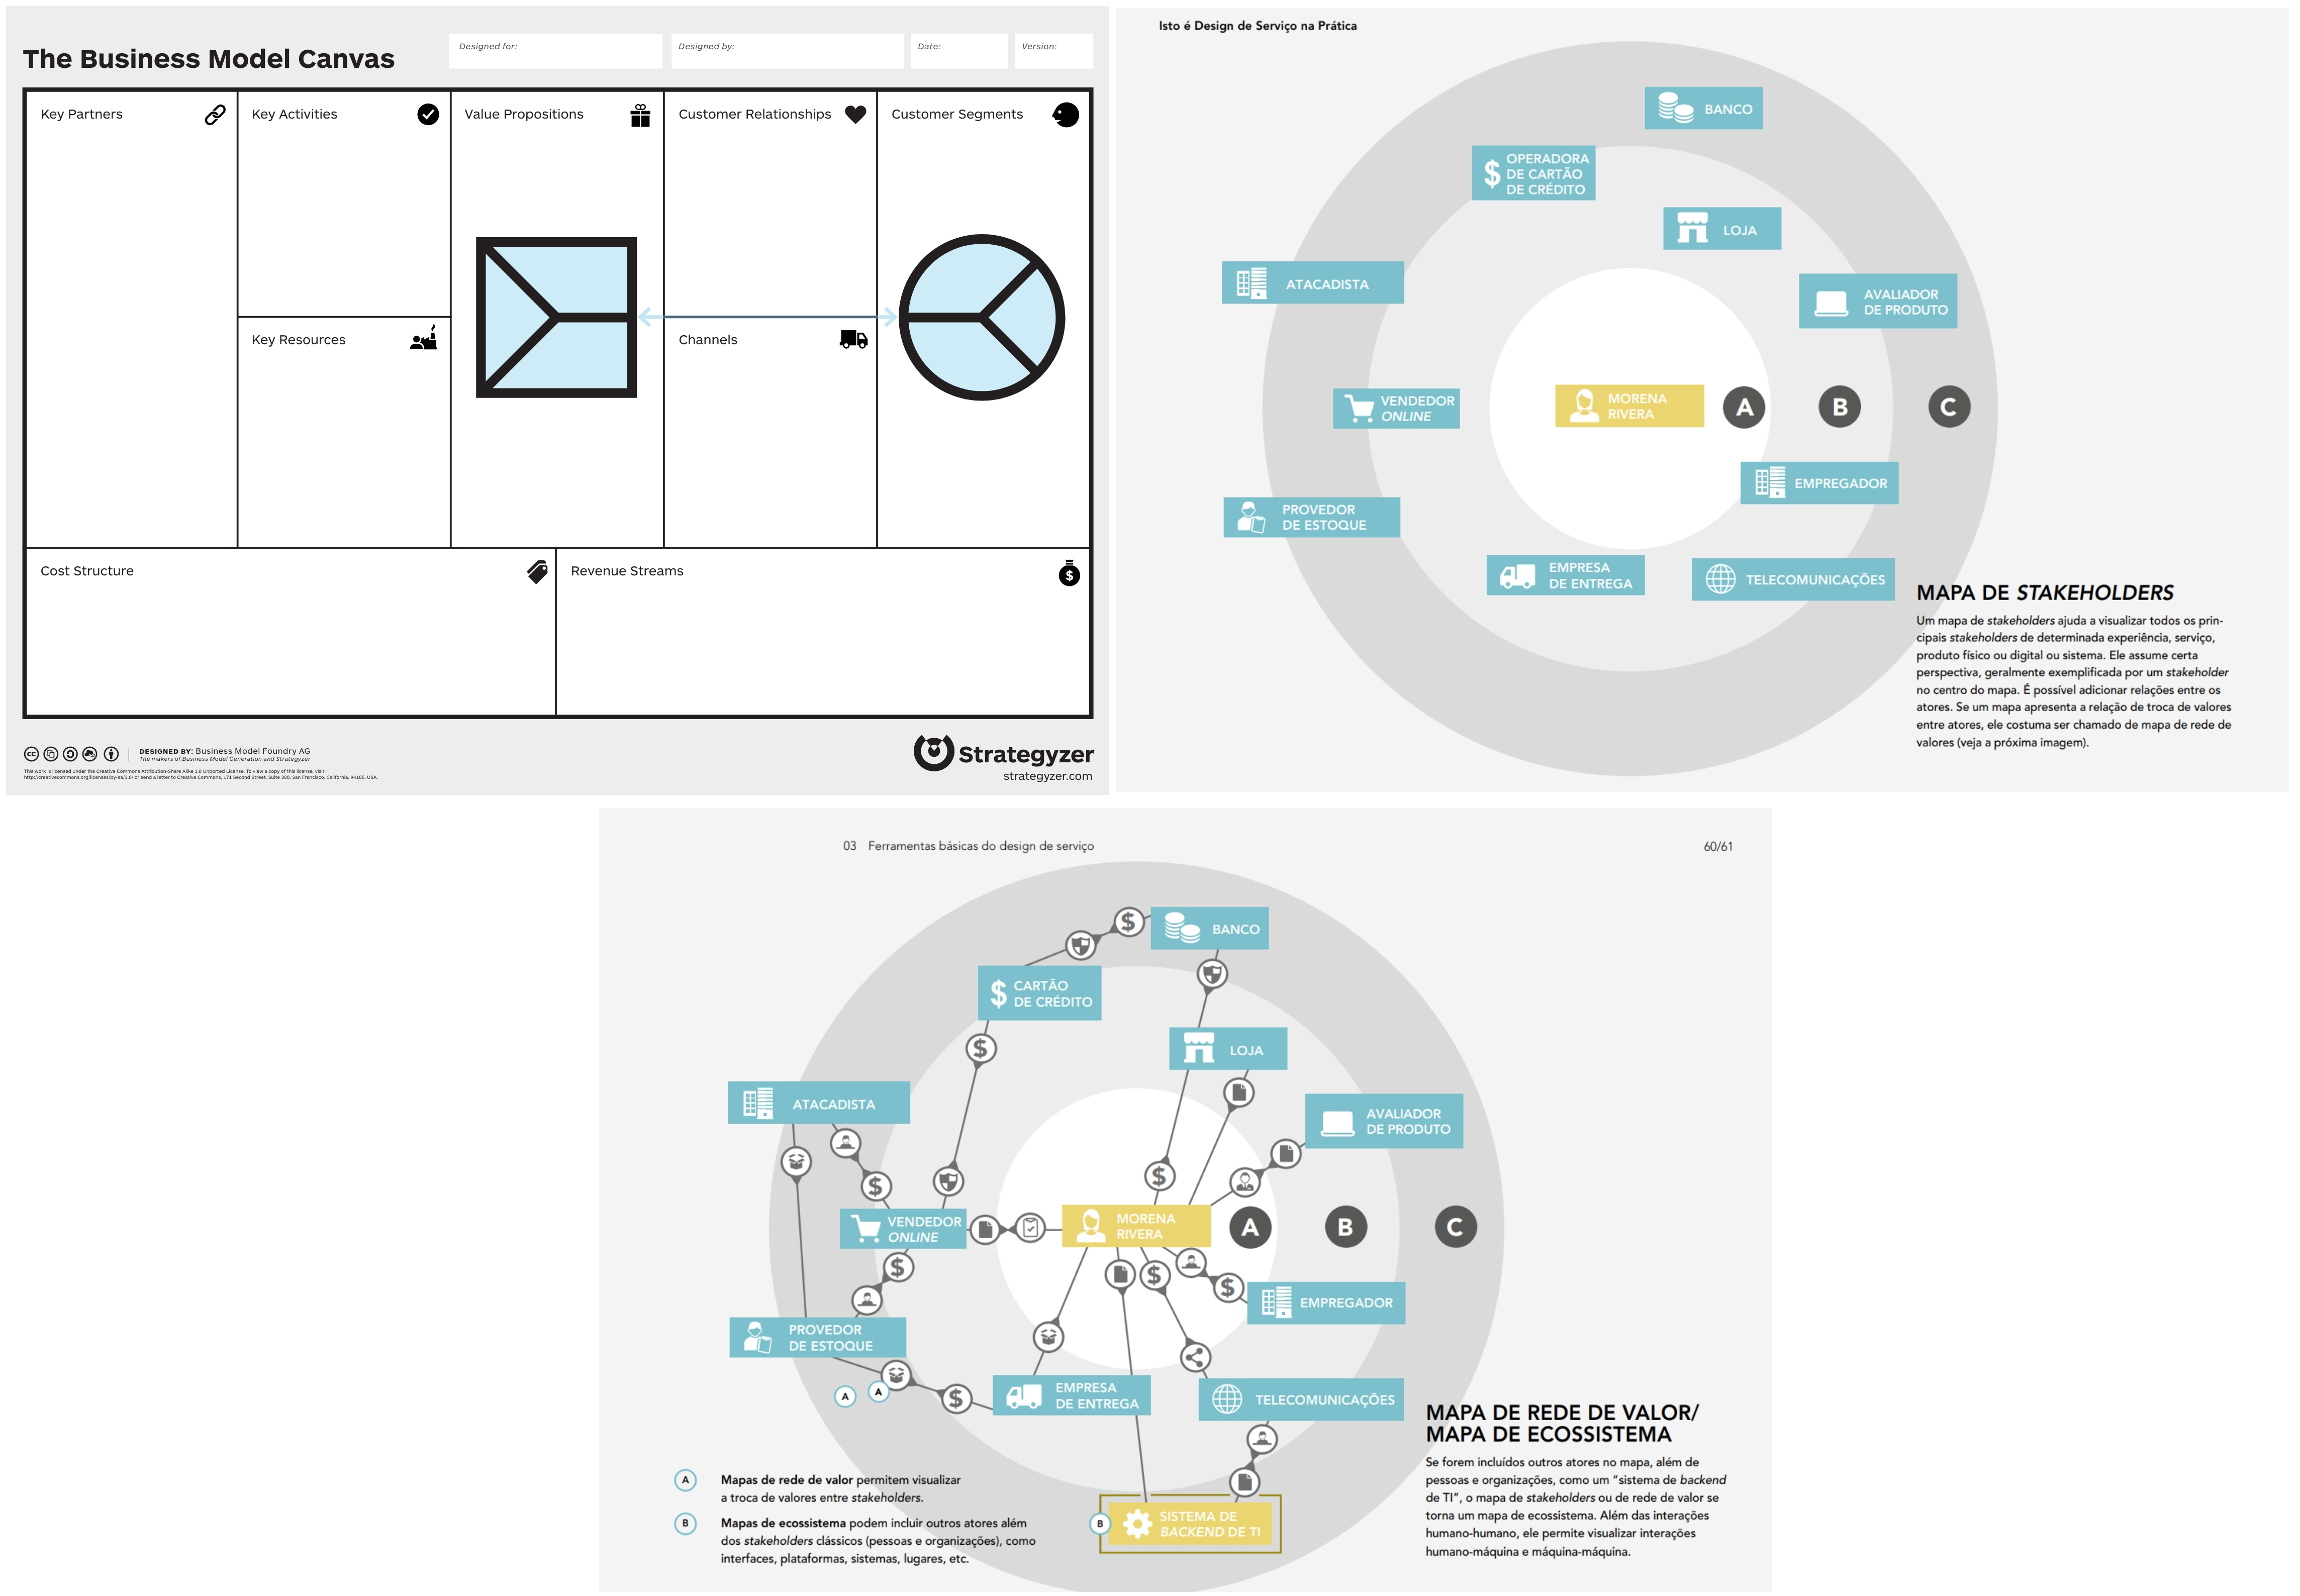 The Business Model Canvas
Designed for:
Designed by:
Date:
Version:
Key Partners
Key Activities
Value Propositions
Customer Relationships
Customer Segments
Key Resources
Channels
Cost Structure
Revenue Streams
DESIGNED BY: Business Model Foundry AG
The makers of Business Model Generation and Strategyzer
This work is licensed under the Creative Commons Attribution-Share Alike 3.0 Unported License. To view a copy of this license, visit:
http://creativecommons.org/licenses/by-sa/3.0/ or send a letter to Creative Commons, 171 Second Street, Suite 300, San Francisco, California, 94105, USA.
Strategyzer
strategyzer.com
Isto é Design de Serviço na Prática
BANCO
OPERADORA
DE CARTÃO
DE CRÉDITO
LOJA
ATACADISTA
AVALIADOR
DE PRODUTO
VENDEDOR
ONLINE
MORENA
RIVERA
A
B
C
EMPREGADOR
PROVEDOR
DE ESTOQUE
EMPRESA
DE ENTREGA
TELECOMUNICAÇÕES
MAPA DE STAKEHOLDERS
Um mapa de stakeholders ajuda a visualizar todos os prin-
cipais stakeholders de determinada experiência, serviço,
produto físico ou digital ou sistema. Ele assume certa
perspectiva, geralmente exemplificada por um stakeholder
no centro do mapa. É possível adicionar relações entre os
atores. Se um mapa apresenta a relação de troca de valores
entre atores, ele costuma ser chamado de mapa de rede de
valores (veja a próxima imagem).
03 Ferramentas básicas do design de serviço
60/61
BANCO
CARTÃO
DE CRÉDITO
LOJA
ATACADISTA
AVALIADOR
DE PRODUTO
VENDEDOR
ONLINE
MORENA
RIVERA
A
B
C
EMPREGADOR
PROVEDOR
DE ESTOQUE
A
A
EMPRESA
DE ENTREGA
TELECOMUNICAÇÕES
MAPA DE REDE DE VALOR/
MAPA DE ECOSSISTEMA
Se forem incluídos outros atores no mapa, além de
pessoas e organizações, como um “sistema de backend
de TI”, o mapa de stakeholders ou de rede de valor se
torna um mapa de ecossistema. Além das interações
humano-humano, ele permite visualizar interações
humano-máquina e máquina-máquina.
A
Mapas de rede de valor permitem visualizar
a troca de valores entre stakeholders.
B
Mapas de ecossistema podem incluir outros atores além
dos stakeholders clássicos (pessoas e organizações), como
interfaces, plataformas, sistemas, lugares, etc.
B
SISTEMA DE
BACKEND DE TI